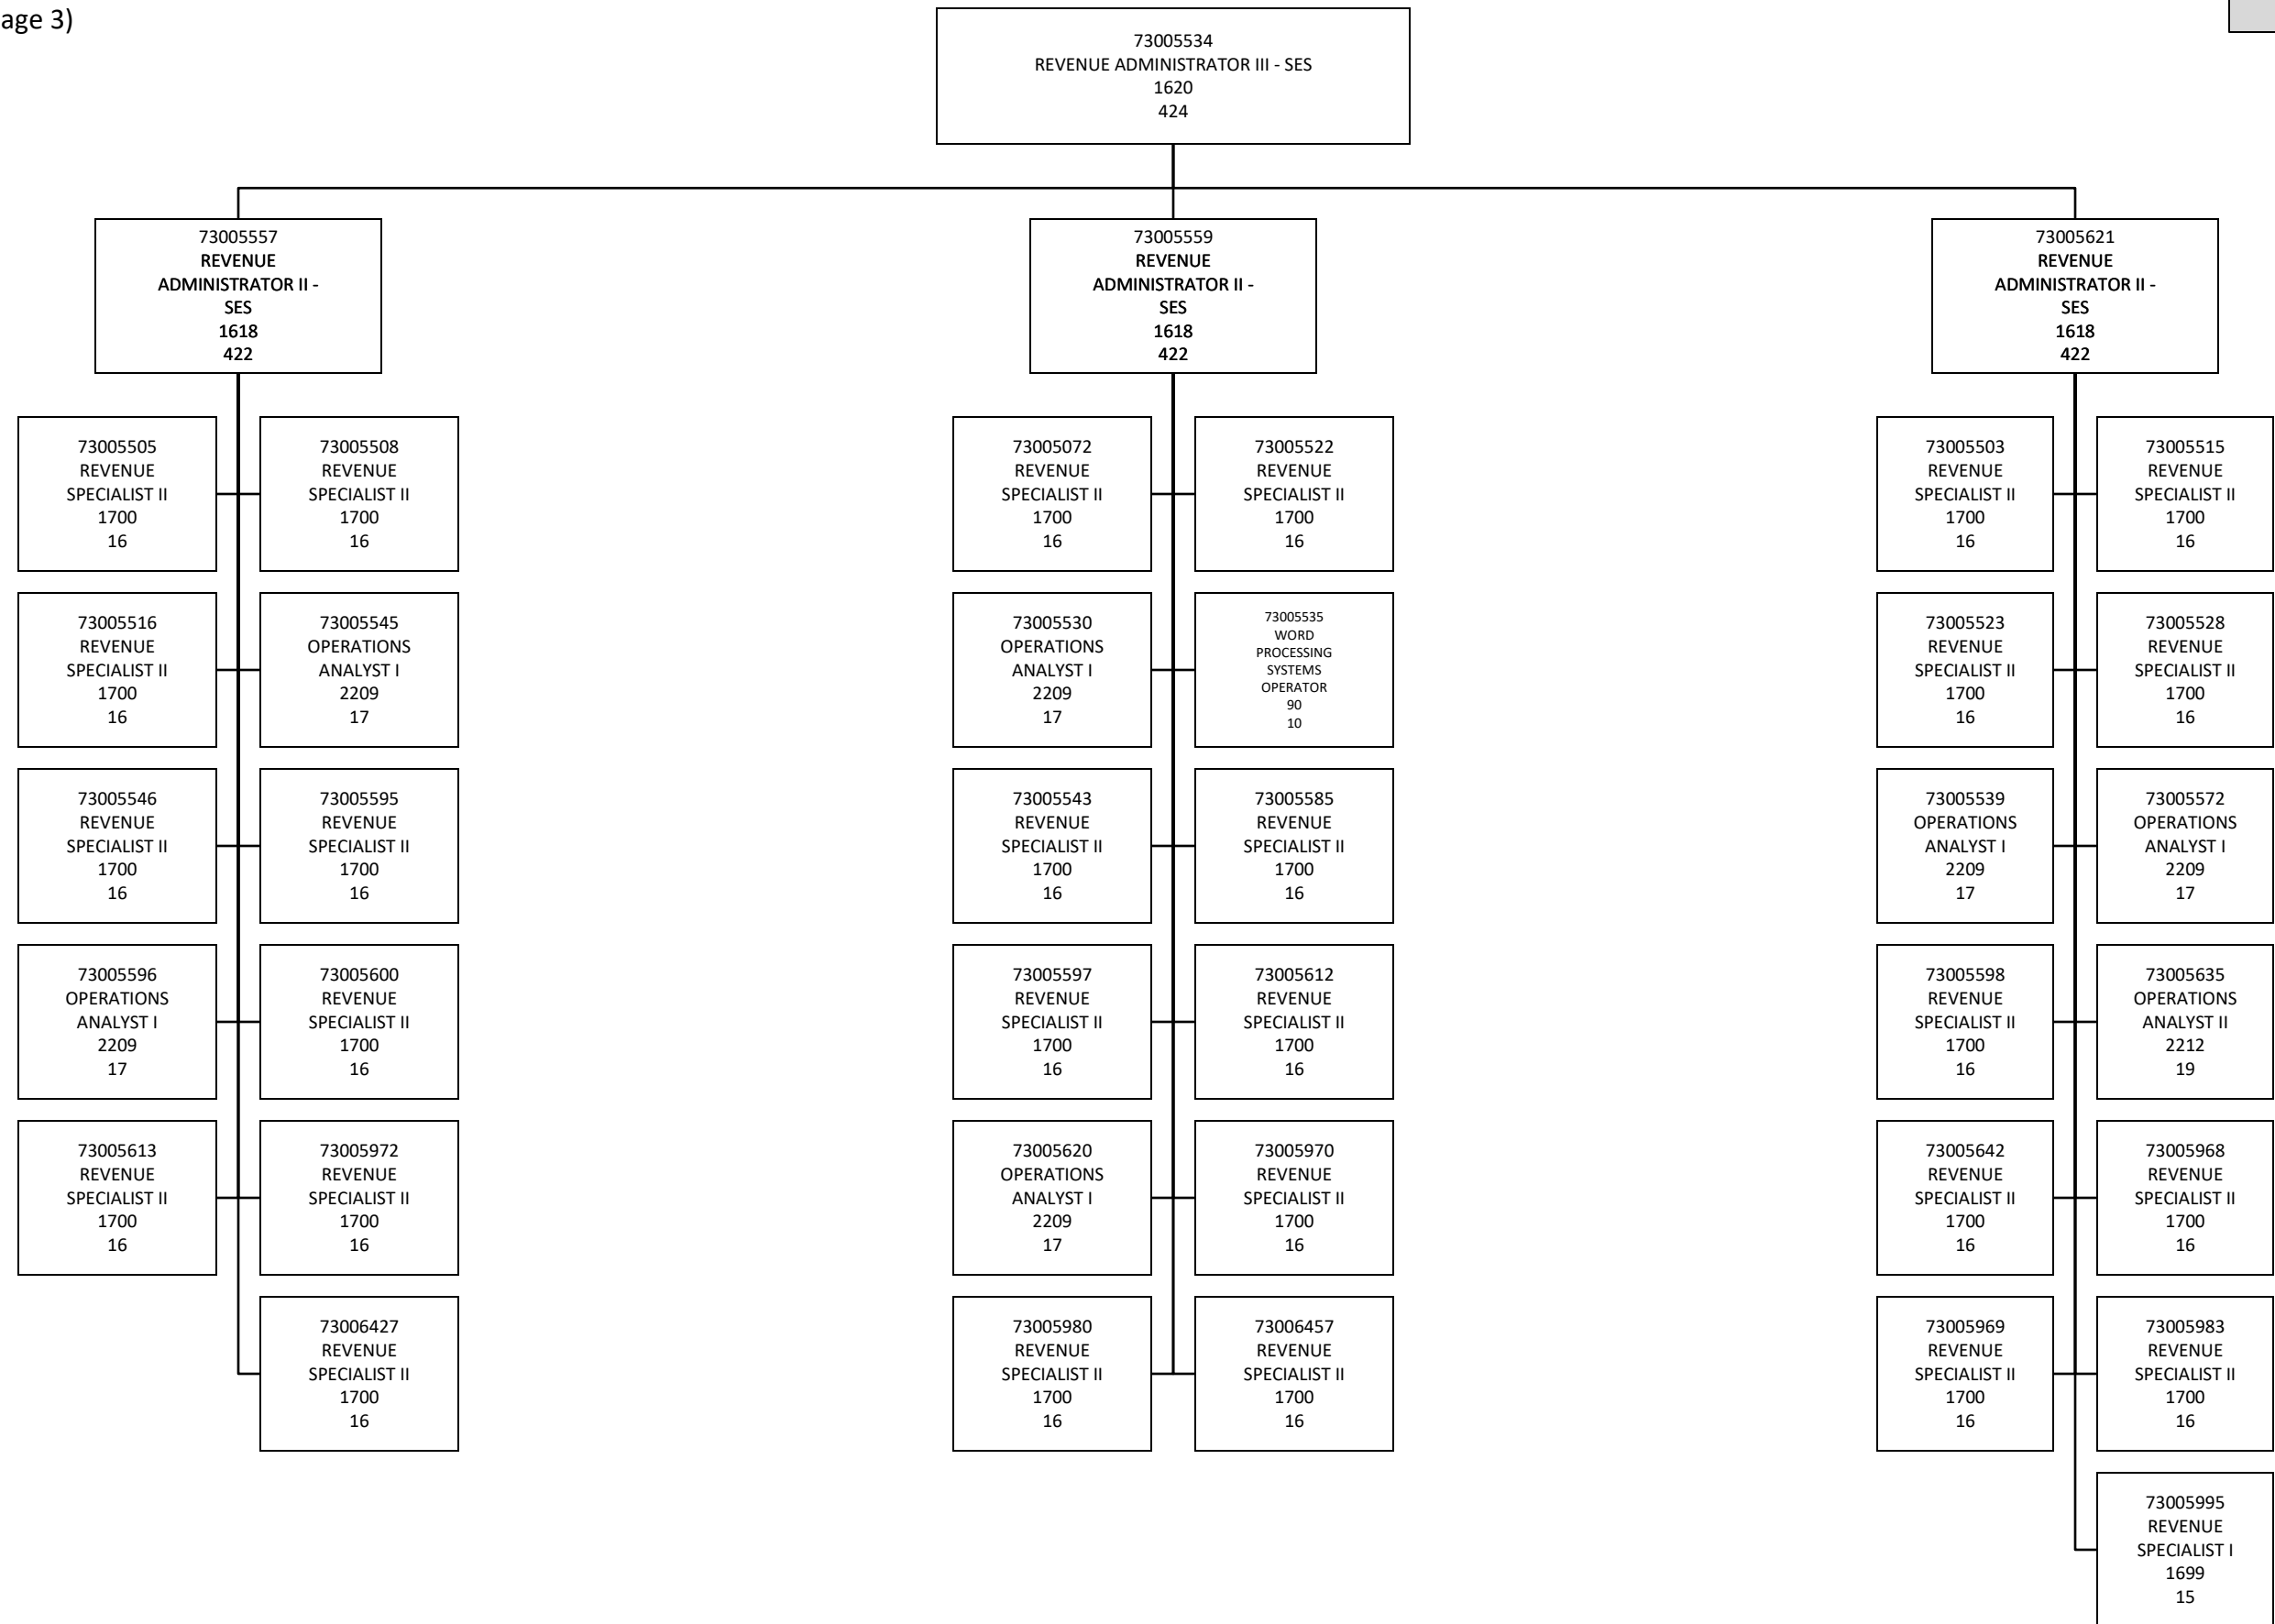 age 3)
73005534
REVENUE ADMINISTRATOR III - SES
1620
424
73005557
REVENUE
ADMINISTRATOR II -
SES
1618
422
73005559
REVENUE
ADMINISTRATOR II -
SES
1618
422
73005621
REVENUE
ADMINISTRATOR II -
SES
1618
422
73005505
REVENUE
SPECIALIST II
1700
16
73005508
REVENUE
SPECIALIST II
1700
16
73005072
REVENUE
SPECIALIST II
1700
16
73005522
REVENUE
SPECIALIST II
1700
16
73005503
REVENUE
SPECIALIST II
1700
16
73005515
REVENUE
SPECIALIST II
1700
16
73005516
REVENUE
SPECIALIST II
1700
16
73005545
OPERATIONS
ANALYST I
2209
17
73005530
OPERATIONS
ANALYST I
2209
17
73005535
WORD
PROCESSING
SYSTEMS
OPERATOR
90
10
73005523
REVENUE
SPECIALIST II
1700
16
73005528
REVENUE
SPECIALIST II
1700
16
73005546
REVENUE
SPECIALIST II
1700
16
73005595
REVENUE
SPECIALIST II
1700
16
73005543
REVENUE
SPECIALIST II
1700
16
73005585
REVENUE
SPECIALIST II
1700
16
73005539
OPERATIONS
ANALYST I
2209
17
73005572
OPERATIONS
ANALYST I
2209
17
73005596
OPERATIONS
ANALYST I
2209
17
73005600
REVENUE
SPECIALIST II
1700
16
73005597
REVENUE
SPECIALIST II
1700
16
73005612
REVENUE
SPECIALIST II
1700
16
73005598
REVENUE
SPECIALIST II
1700
16
73005635
OPERATIONS
ANALYST II
2212
19
73005613
REVENUE
SPECIALIST II
1700
16
73005972
REVENUE
SPECIALIST II
1700
16
73005620
OPERATIONS
ANALYST I
2209
17
73005970
REVENUE
SPECIALIST II
1700
16
73005642
REVENUE
SPECIALIST II
1700
16
73005968
REVENUE
SPECIALIST II
1700
16
73006427
REVENUE
SPECIALIST II
1700
16
73005980
REVENUE
SPECIALIST II
1700
16
73006457
REVENUE
SPECIALIST II
1700
16
73005969
REVENUE
SPECIALIST II
1700
16
73005983
REVENUE
SPECIALIST II
1700
16
73005995
REVENUE
SPECIALIST I
1699
15